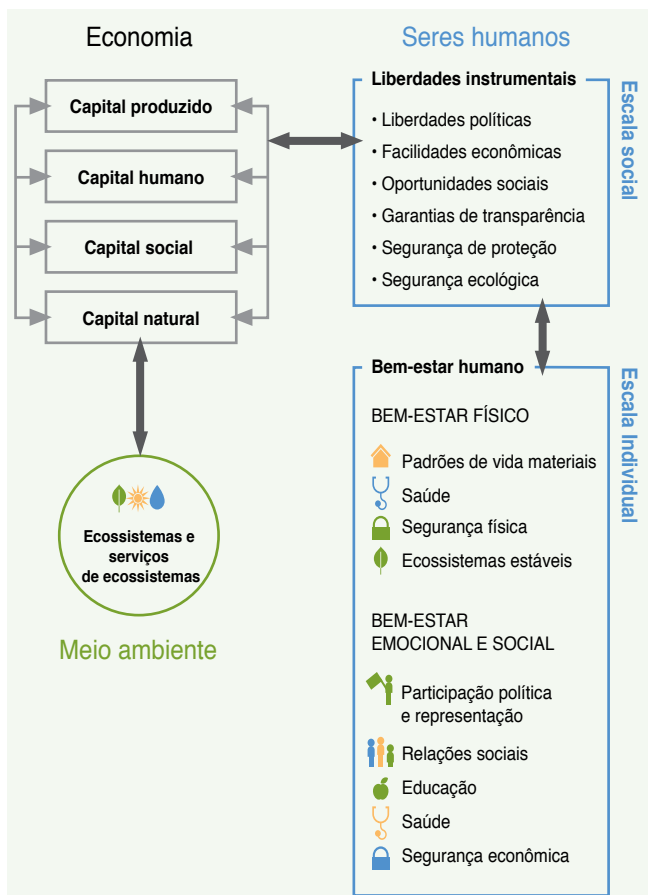 Economia
Capital produzido
Capital humano
Capital social
Capital natural
Ecossistemas e
serviços
de ecossistemas
Meio ambiente
Seres humanos
Liberdades instrumentais
• Liberdades políticas
• Facilidades econômicas
• Oportunidades sociais
• Garantias de transparência
• Segurança de proteção
• Segurança ecológica
Escala social
Bem-estar humano
BEM-ESTAR FÍSICO
Padrões de vida materiais
Saúde
Segurança física
Ecossistemas estáveis
BEM-ESTAR
EMOCIONAL E SOCIAL
Participação política
e representação
Relações sociais
Educação
Saúde
Segurança econômica
Escala Individual